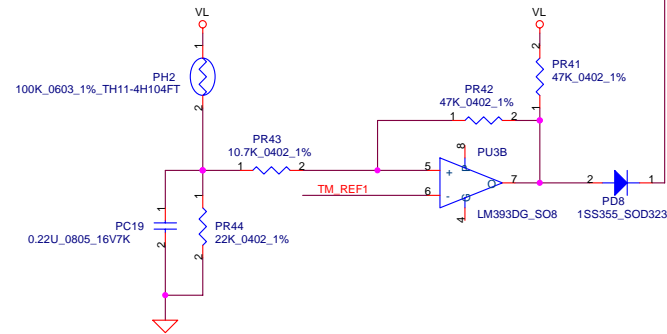 VL
VL
1
2
PH2
100K_0603_1%_TH11-4H104FT
2
1
PR41
47K_0402_1%
PR42
47K_0402_1%
1
2
PR43
10.7K_0402_1%
1
2
8
PU3B
5
+
P
O
7
2
1
TM_REF1
6
-
G
4
LM393DG_SO8
PD8
1SS355_SOD323
1
2
PC19
0.22U_0805_16V7K
1
2
PR44
22K_0402_1%